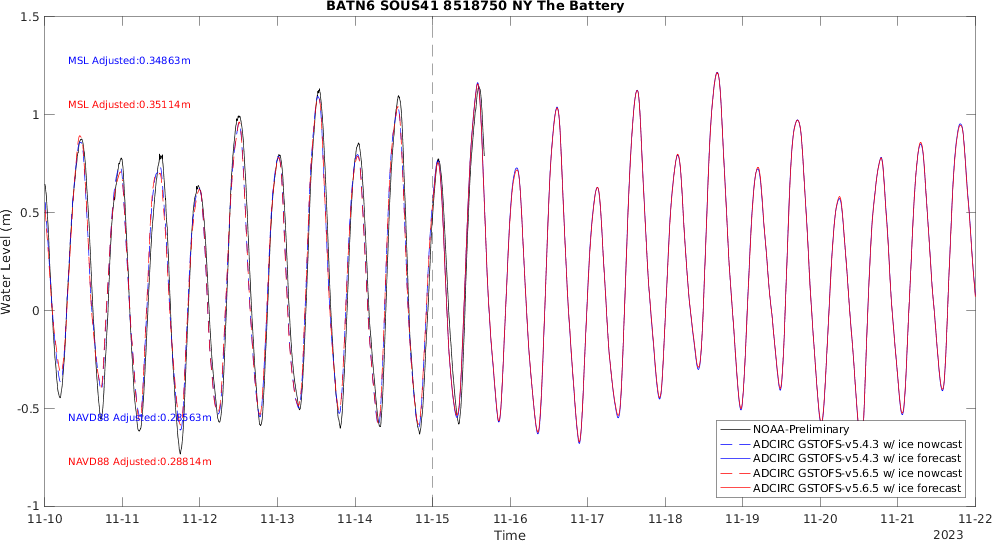 BATN6 SOUS41 8518750 NY The Battery
1.5
1
0.5
0
-0.5
-1
Water Level (m)
MSL Adjusted:0.34863m
MSL Adjusted:0.35114m
NAVD88 Adjusted:0.28563m
NAVD88 Adjusted:0.28814m
NOAA-Preliminary
ADCIRC GSTOFS-v5.4.3 w/ ice nowcast
ADCIRC GSTOFS-v5.4.3 w/ ice forecast
ADCIRC GSTOFS-v5.6.5 w/ ice nowcast
ADCIRC GSTOFS-v5.6.5 w/ ice forecast
11-10 11-11 11-12 11-13 11-14 11-15 11-16 11-17 11-18 11-19 11-20 11-21 11-22
Time
2023